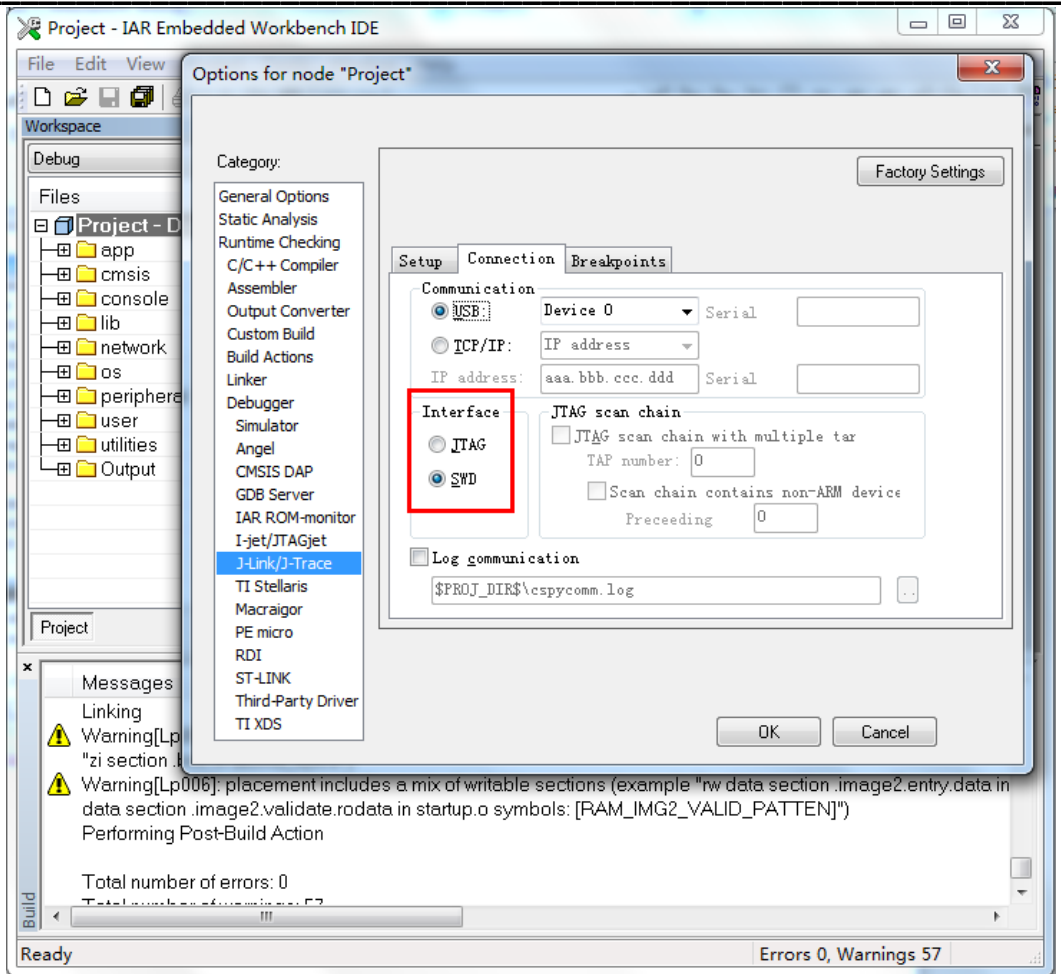 Project - IAR Embedded Workbench IDE
File Edit View
Options for node "Project"
Workspace
Debug
Files
Project - D
app
cmsis
console
lib
network
os
periphera
user
utilities
Output
Project
Category:
General Options
Static Analysis
Runtime Checking
C/C++ Compiler
Assembler
Output Converter
Custom Build
Build Actions
Linker
Debugger
Simulator
Angel
CMSIS DAP
GDB Server
IAR ROM-monitor
I-jet/JTAGjet
J-Link/J-Trace
TI Stellaris
Macraigor
PE micro
RDI
ST-LINK
Third-Party Driver
TI XDS
Factory Settings
Setup Connection Breakpoints
Communication
USB: Device 0 Serial
TCP/IP: IP address
IP address: aaa.bbb.ccc.ddd Serial
Interface
JTAG
SWD
JTAG scan chain
JTAG scan chain with multiple tar
TAP number: 0
Scan chain contains non-ARM device
Preceeding 0
Log communication
$PROJ_DIR$\cspycomm.log
..
OK Cancel
Messages
Linking
Warning[Lp
"zi section .
Warning[Lp006]: placement includes a mix of writable sections (example "rw data section .image2.entry.data in
data section .image2.validate.rodata in startup.o symbols: [RAM_IMG2_VALID_PATTEN]")
Performing Post-Build Action
Total number of errors: 0
Total number of warnings: 57
Build
Ready
Errors 0, Warnings 57